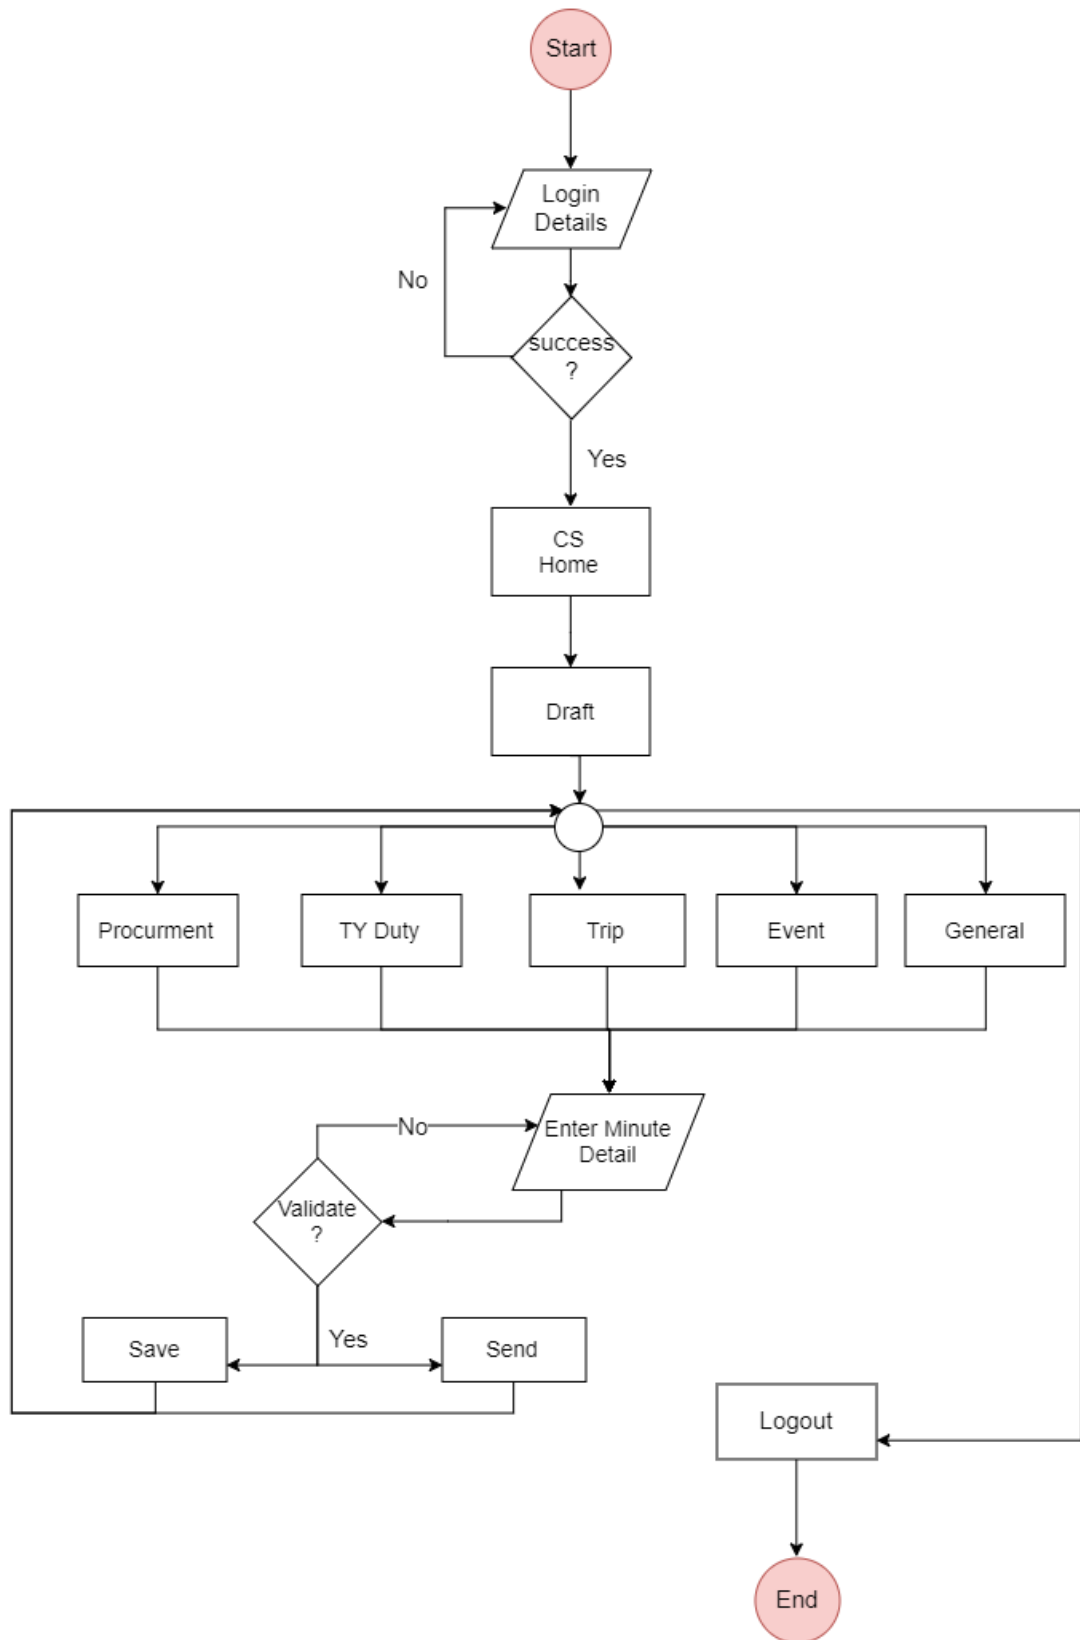 Start
Login
Details
No
success
?
Yes
CS
Home
Draft
Procurment
TY Duty
Trip
Event
General
No
Enter Minute
Detail
Validate
?
Yes
Save
Send
Logout
End